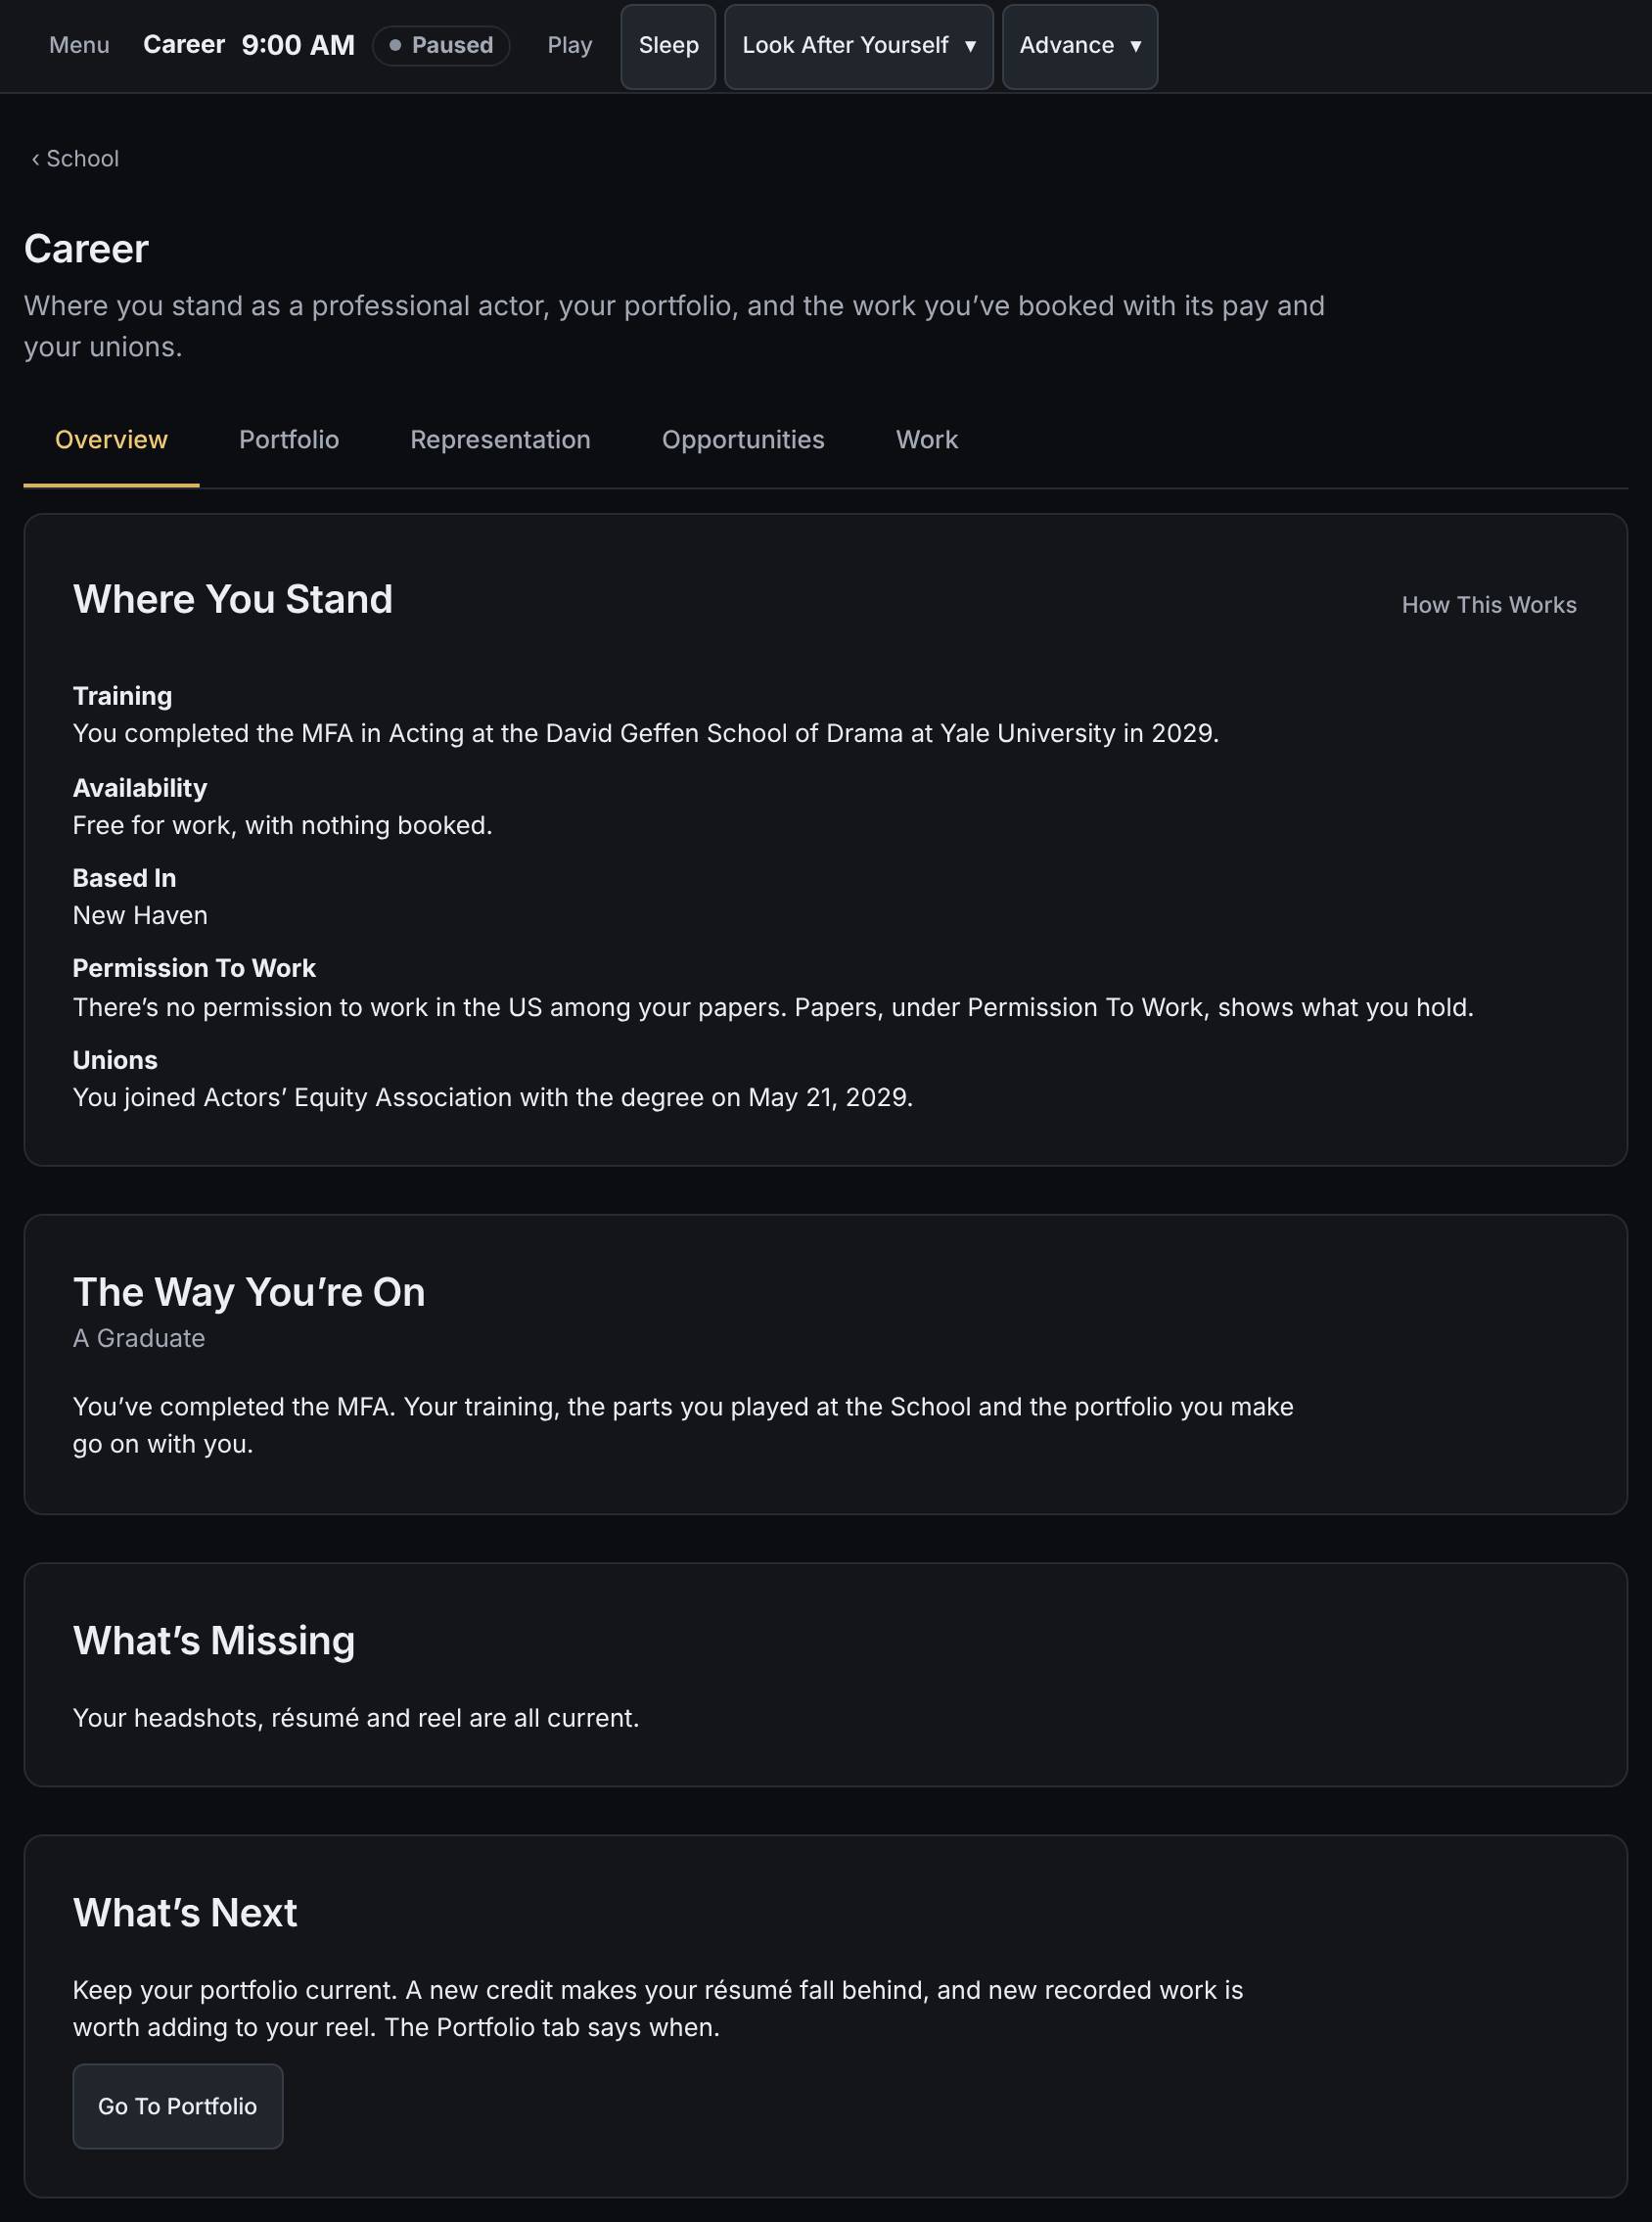 Menu Career 9:00 AM Paused Play Sleep Look After Yourself ▾ Advance ▾
‹ School
Career
Where you stand as a professional actor, your portfolio, and the work you’ve booked with its pay and
your unions.
Overview Portfolio Representation Opportunities Work
Where You Stand
How This Works
Training
You completed the MFA in Acting at the David Geffen School of Drama at Yale University in 2029.
Availability
Free for work, with nothing booked.
Based In
New Haven
Permission To Work
There’s no permission to work in the US among your papers. Papers, under Permission To Work, shows what you hold.
Unions
You joined Actors’ Equity Association with the degree on May 21, 2029.
The Way You’re On
A Graduate
You’ve completed the MFA. Your training, the parts you played at the School and the portfolio you make
go on with you.
What’s Missing
Your headshots, résumé and reel are all current.
What’s Next
Keep your portfolio current. A new credit makes your résumé fall behind, and new recorded work is
worth adding to your reel. The Portfolio tab says when.
Go To Portfolio